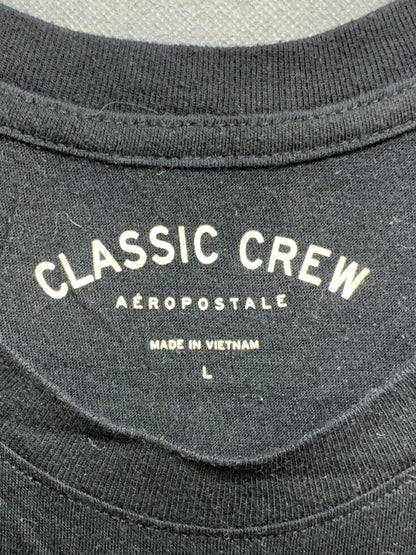 CLASSIC CREW
AÉROPOSTALE
MADE IN VIETNAM
L